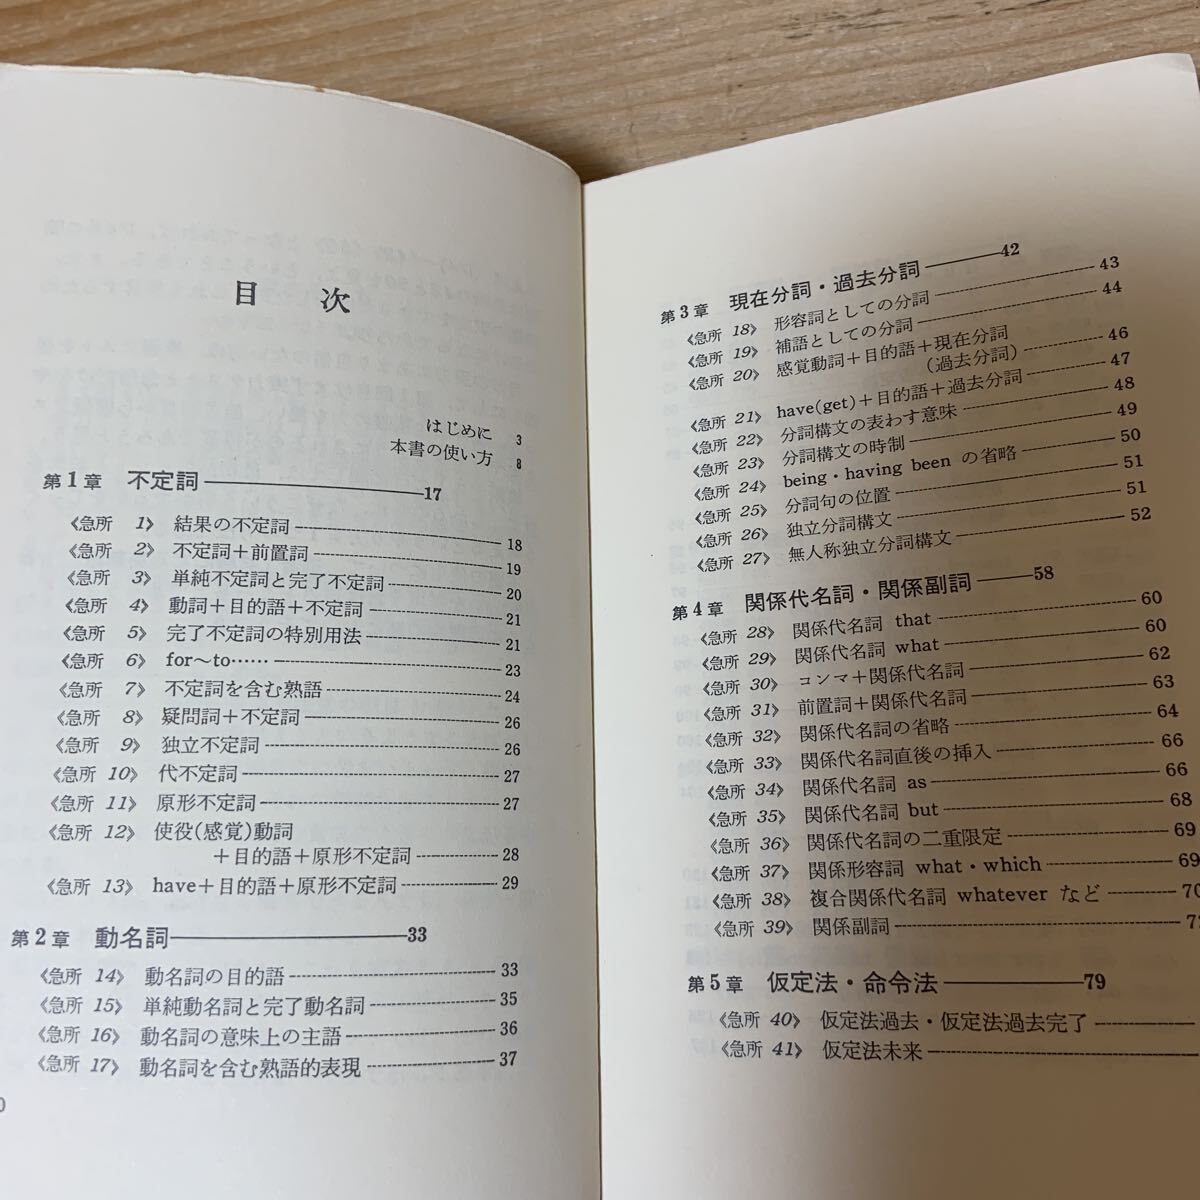 目 次
はじめに 3
本書の使い方 8
第1章 不定詞 17
《急所 1》 結果の不定詞 18
《急所 2》 不定詞＋前置詞 19
《急所 3》 単純不定詞と完了不定詞 20
《急所 4》 動詞＋目的語＋不定詞 21
《急所 5》 完了不定詞の特別用法 21
《急所 6》 for～to…… 23
《急所 7》 不定詞を含む熟語 24
《急所 8》 疑問詞＋不定詞 26
《急所 9》 独立不定詞 26
《急所 10》 代不定詞 27
《急所 11》 原形不定詞 27
《急所 12》 使役(感覚)動詞
＋目的語＋原形不定詞 28
《急所 13》 have＋目的語＋原形不定詞 29
第2章 動名詞 33
《急所 14》 動名詞の目的語 33
《急所 15》 単純動名詞と完了動名詞 35
《急所 16》 動名詞の意味上の主語 36
《急所 17》 動名詞を含む熟語的表現 37
第3章 現在分詞・過去分詞 42
《急所 18》 形容詞としての分詞 43
《急所 19》 補語としての分詞 44
《急所 20》 感覚動詞＋目的語＋現在分詞 46
(過去分詞)
《急所 21》 have(get)＋目的語＋過去分詞 47
《急所 22》 分詞構文の表わす意味 48
《急所 23》 分詞構文の時制 49
《急所 24》 being・having been の省略 50
《急所 25》 分詞句の位置 51
《急所 26》 独立分詞構文 51
《急所 27》 無人称独立分詞構文 52
第4章 関係代名詞・関係副詞 58
《急所 28》 関係代名詞 that 60
《急所 29》 関係代名詞 what 60
《急所 30》 コンマ＋関係代名詞 62
《急所 31》 前置詞＋関係代名詞 63
《急所 32》 関係代名詞の省略 64
《急所 33》 関係代名詞直後の挿入 66
《急所 34》 関係代名詞 as 66
《急所 35》 関係代名詞 but 68
《急所 36》 関係代名詞の二重限定 69
《急所 37》 関係形容詞 what・which 69
《急所 38》 複合関係代名詞 whatever など 70
《急所 39》 関係副詞
第5章 仮定法・命令法 79
《急所 40》 仮定法過去・仮定法過去完了
《急所 41》 仮定法未来